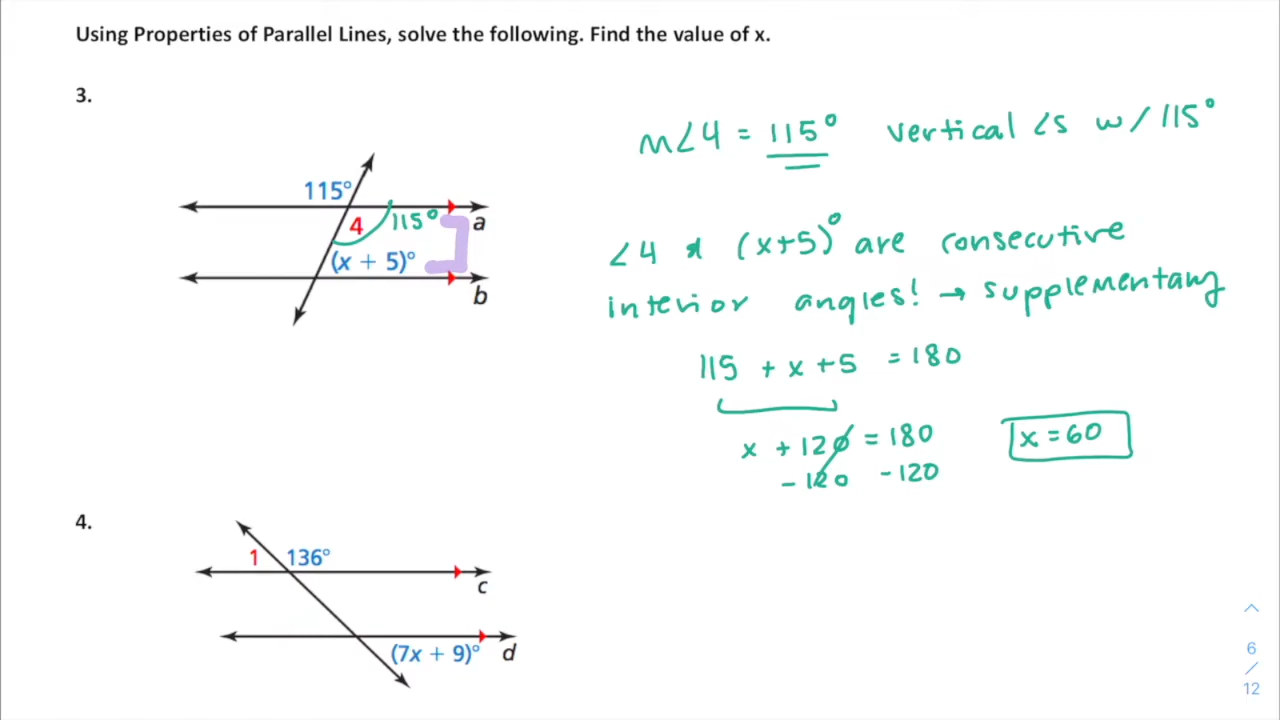 Using Properties of Parallel Lines, solve the following. Find the value of x.
3.
m∠4 = 115° vertical ∠s w/ 115°
115°
4 115°
a
(x + 5)°
b
∠4 & (x+5)° are consecutive
interior angles! → supplementary
115 + x + 5 = 180
x + 120 = 180
- 120 - 120
x = 60
4.
1 136°
c
(7x + 9)° d
6
/
12